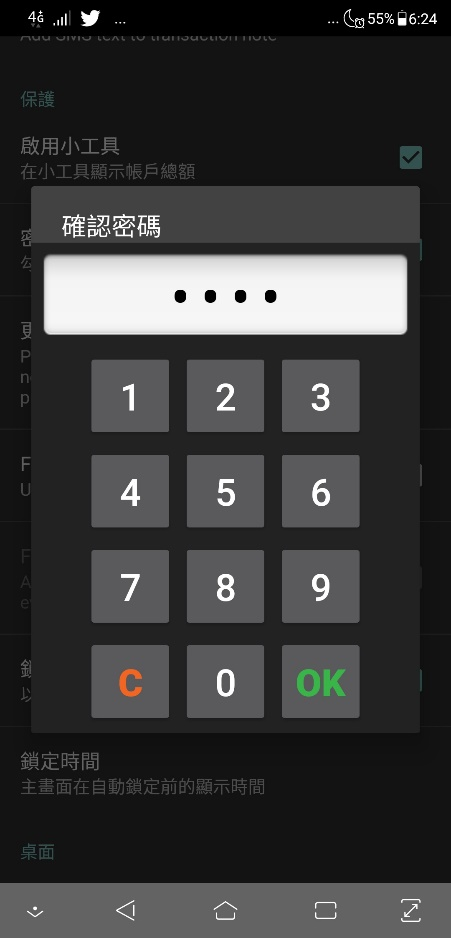 4G
...
...
55%
6:24
Add SMS text to transaction note
保護
啟用小工具
在小工具顯示帳戶總額
確認密碼
1
2
3
4
5
6
7
8
9
C
0
OK
鎖定時間
主畫面在自動鎖定前的顯示時間
桌面